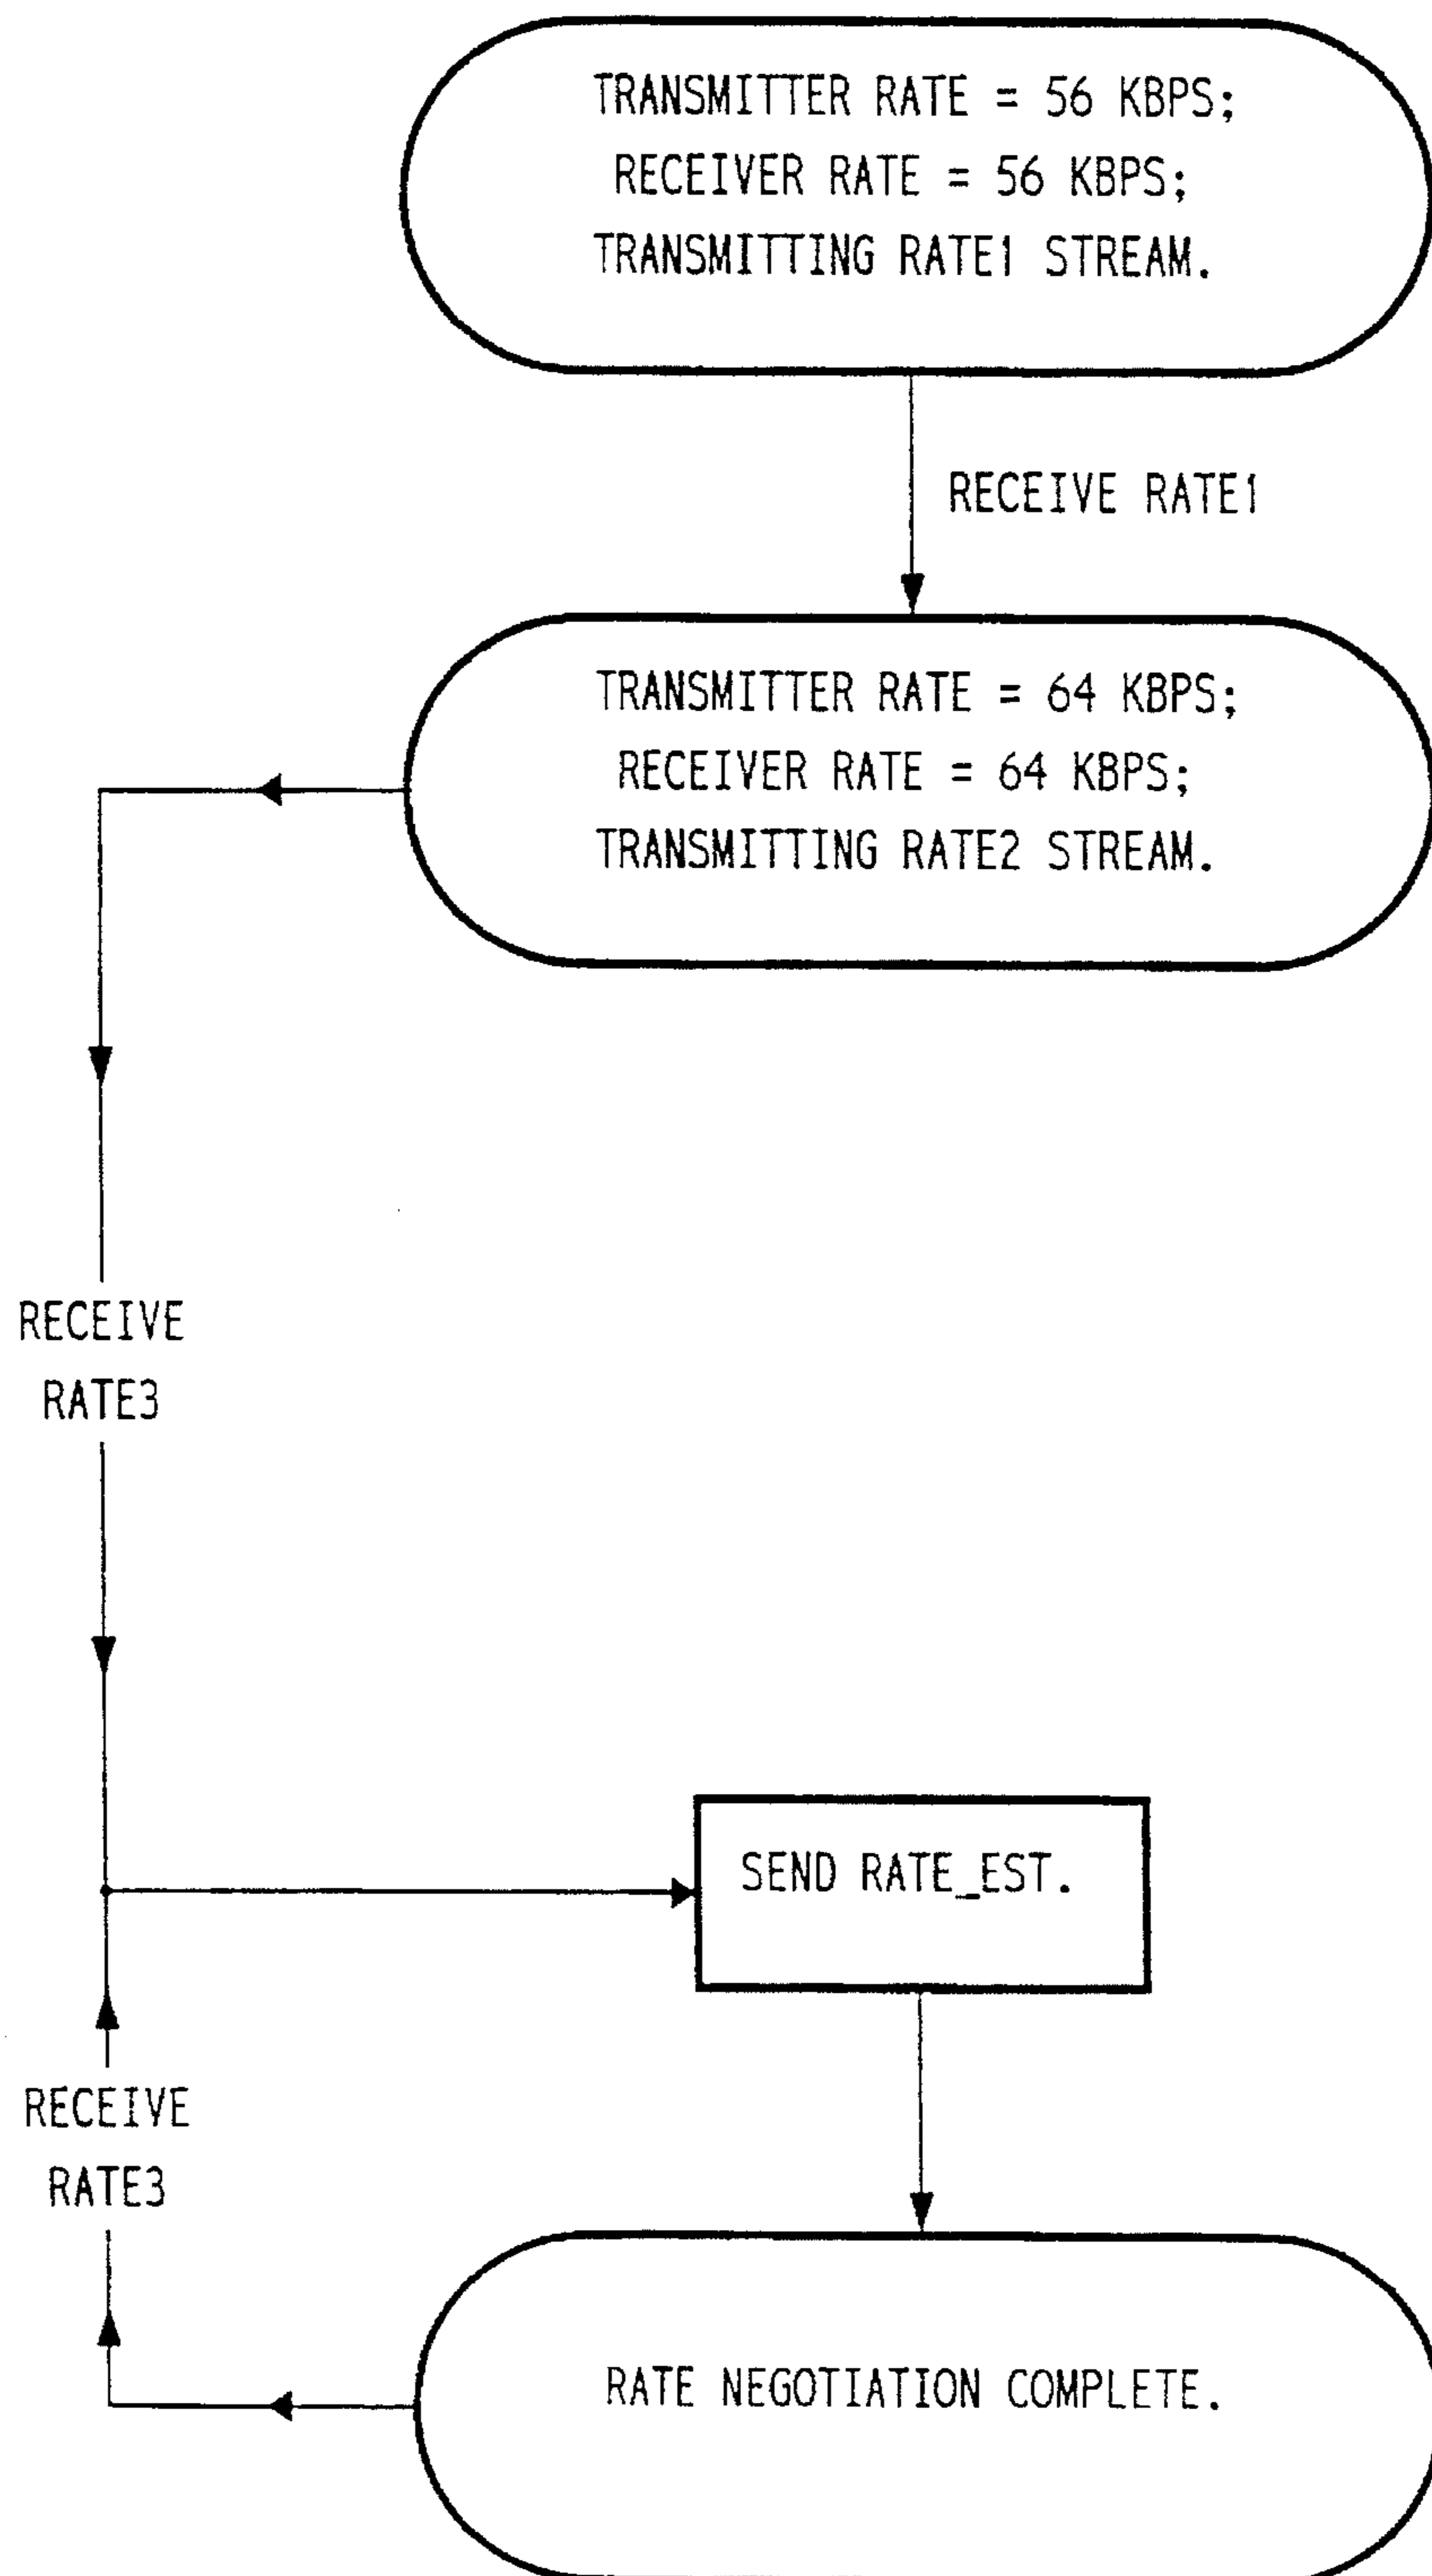 TRANSMITTER RATE = 56 KBPS;
RECEIVER RATE = 56 KBPS;
TRANSMITTING RATE1 STREAM.
RECEIVE RATE1
TRANSMITTER RATE = 64 KBPS;
RECEIVER RATE = 64 KBPS;
TRANSMITTING RATE2 STREAM.
RECEIVE
RATE3
SEND RATE_EST.
RECEIVE
RATE3
RATE NEGOTIATION COMPLETE.